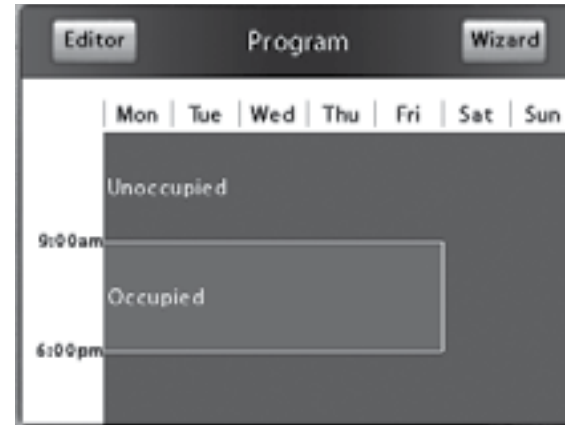 Editor Program Wizard
Mon Tue Wed Thu Fri Sat Sun
Unoccupied
9:00am
Occupied
6:00pm